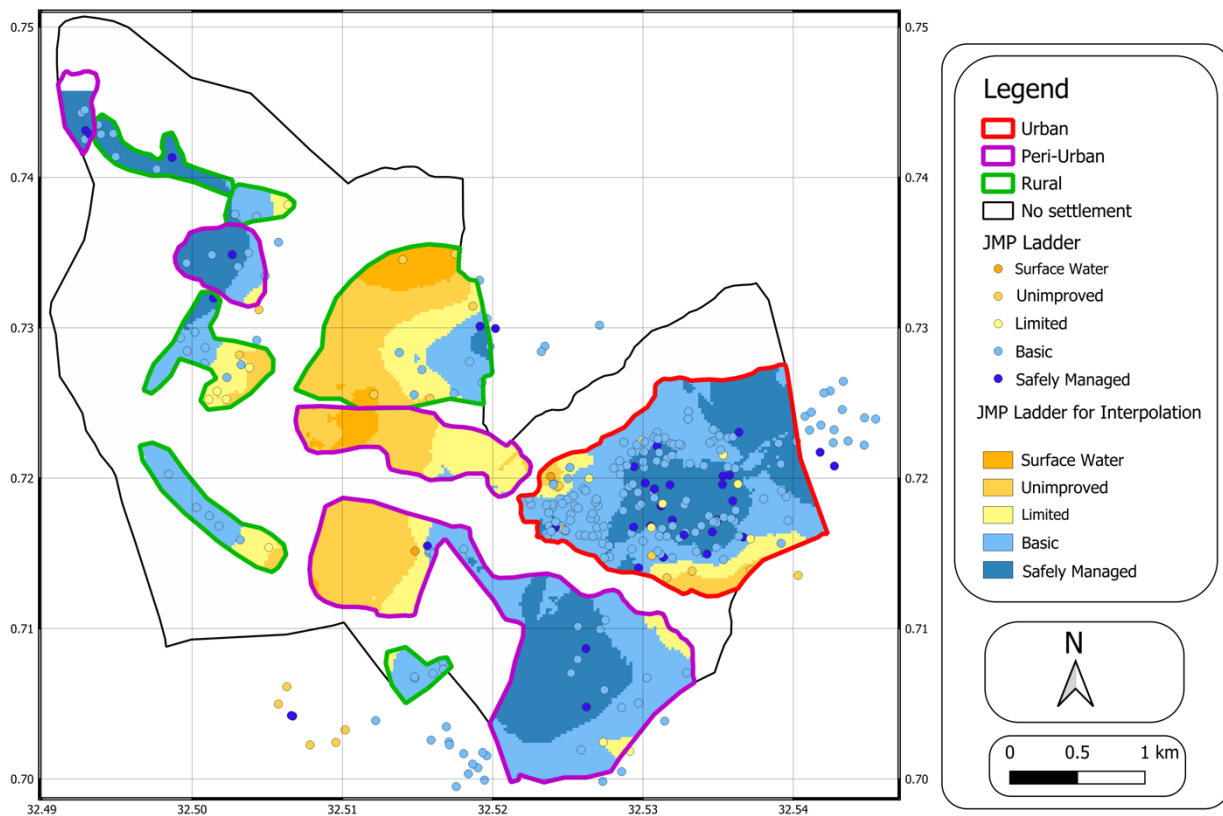 0.75
0.75
0.74
0.74
0.73
0.73
0.72
0.72
0.71
0.71
0.70
0.70
32.49
32.50
32.51
32.52
32.53
32.54
Legend
Urban
Peri-Urban
Rural
No settlement
JMP Ladder
Surface Water
Unimproved
Limited
Basic
Safely Managed
JMP Ladder for Interpolation
Surface Water
Unimproved
Limited
Basic
Safely Managed
N
0 0.5 1 km